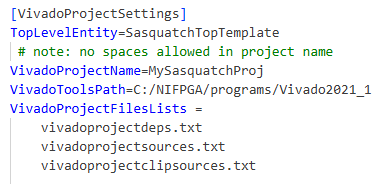 [VivadoProjectSettings]
TopLevelEntity=SasquatchTopTemplate
# note: no spaces allowed in project name
VivadoProjectName=MySasquatchProj
VivadoToolsPath=C:/NIFPGA/programs/Vivado2021_1
VivadoProjectFilesLists =
vivadoprojectdeps.txt
vivadoprojectsources.txt
vivadoprojectclipsources.txt